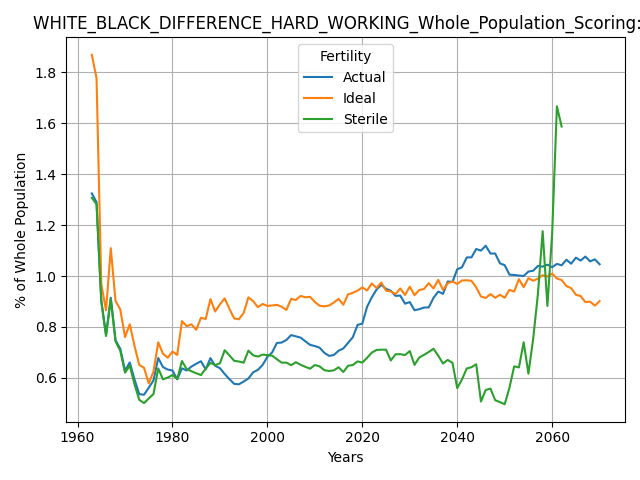 WHITE_BLACK_DIFFERENCE_HARD_WORKING_Whole_Population_Scoring:
Fertility
Actual
Ideal
Sterile
% of Whole Population
1.8
1.6
1.4
1.2
1.0
0.8
0.6
1960 1980 2000 2020 2040 2060
Years